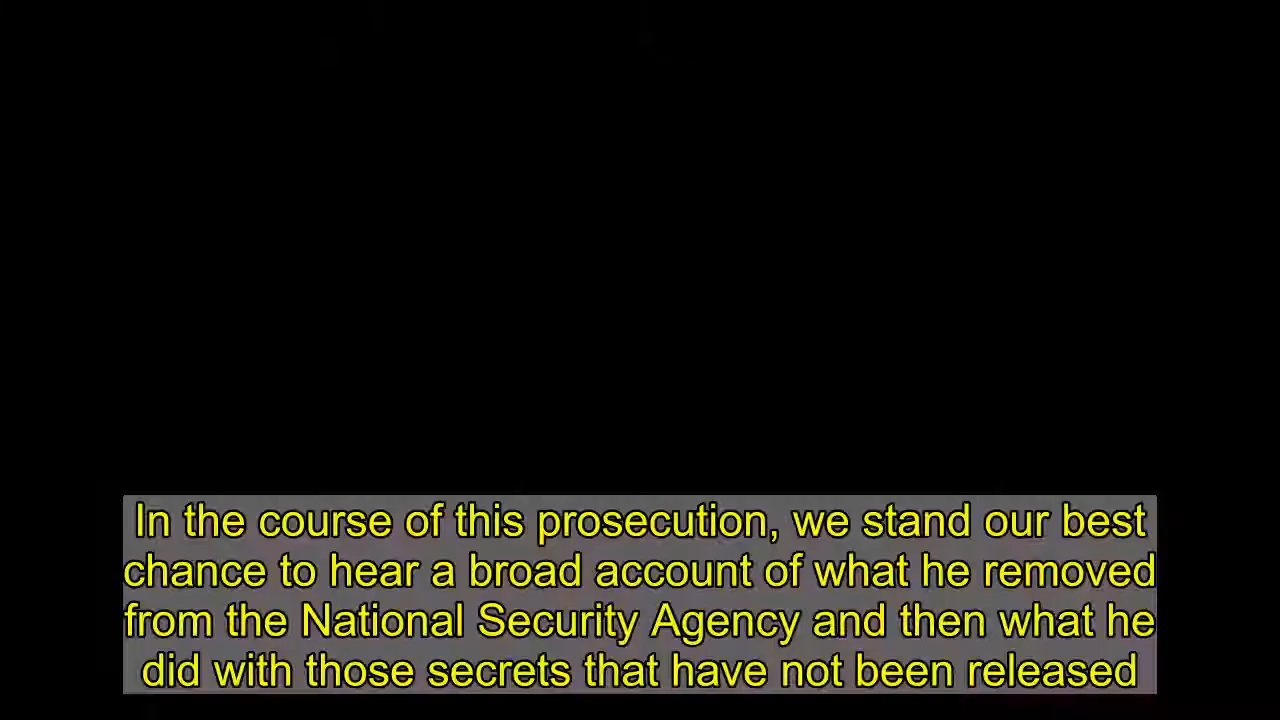 In the course of this prosecution, we stand our best
chance to hear a broad account of what he removed
from the National Security Agency and then what he
did with those secrets that have not been released